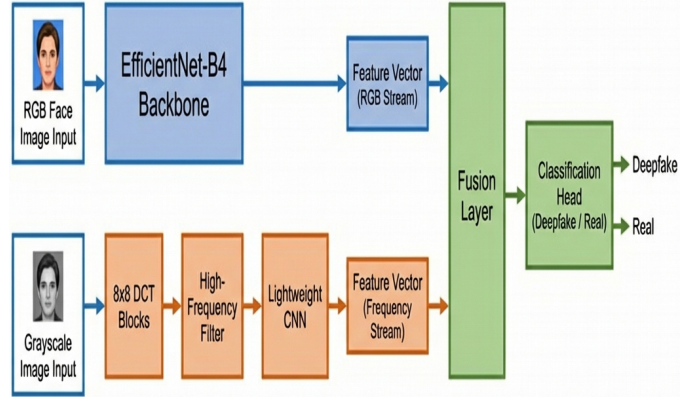 RGB Face
Image Input
EfficientNet-B4
Backbone
Feature Vector
(RGB Stream)
Grayscale
Image Input
8x8 DCT
Blocks
High-
Frequency
Filter
Lightweight
CNN
Feature Vector
(Frequency
Stream)
Fusion
Layer
Classification
Head
(Deepfake / Real)
Deepfake
Real